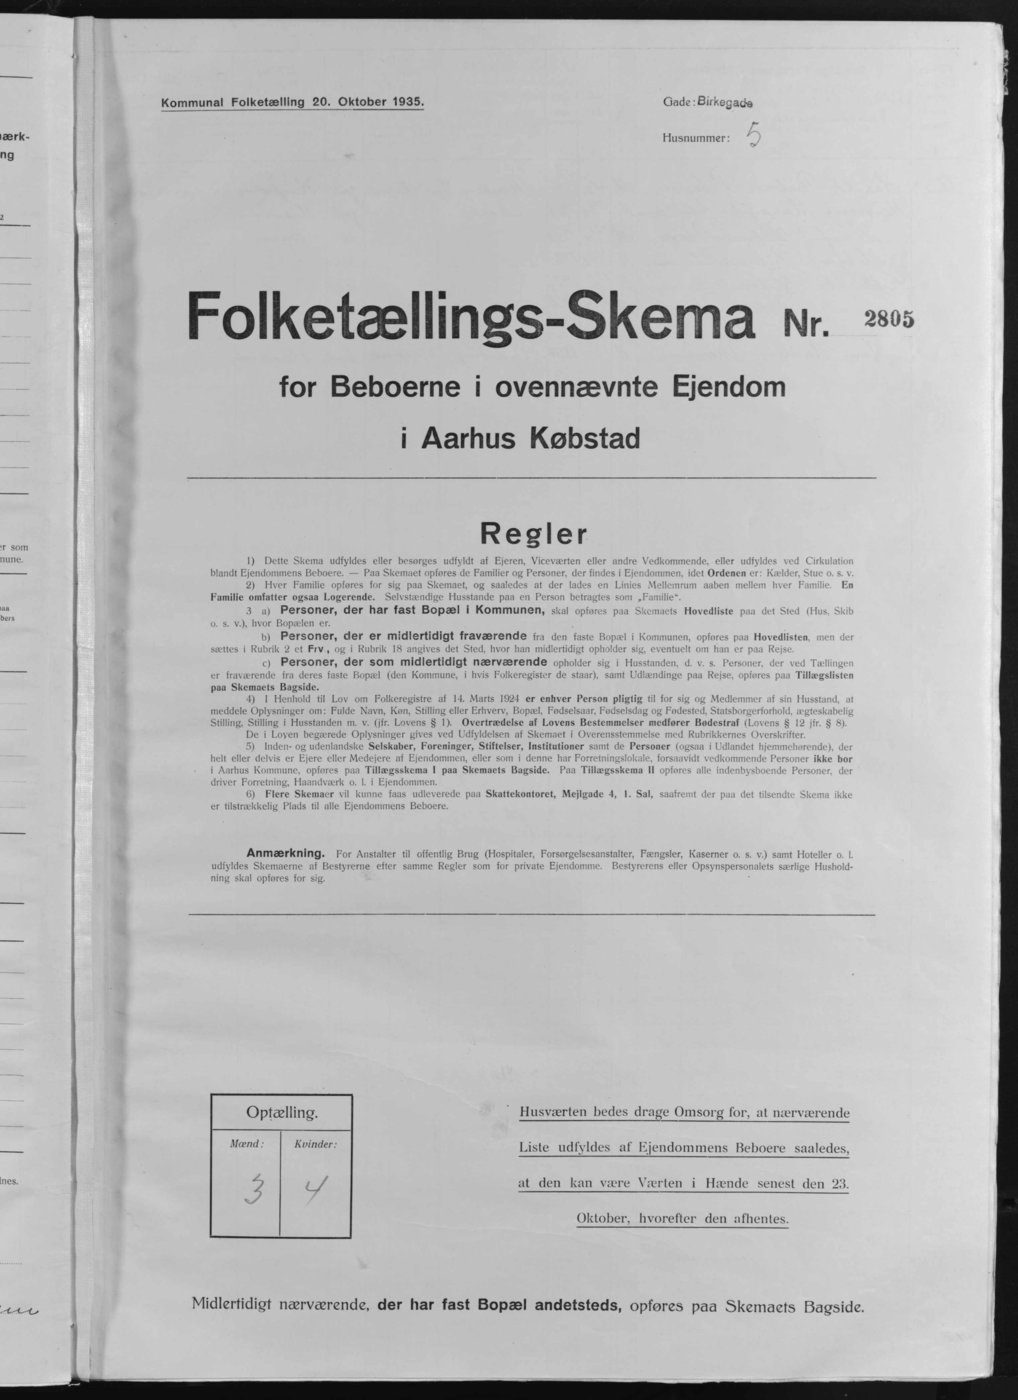 ærk-
ng
2
er som
nune.
paa
bers
lnes.
Kommunal Folketælling 20. Oktober 1935.
Gade: Birkegade
Husnummer: 5
Folketællings-Skema Nr. 2805
for Beboerne i ovennævnte Ejendom
i Aarhus Købstad
Regler
1) Dette Skema udfyldes eller besørges udfyldt af Ejeren, Viceværten eller andre Vedkommende, eller udfyldes ved Cirkulation
blandt Ejendommens Beboere. — Paa Skemaet opføres de Familier og Personer, der findes i Ejendommen, idet Ordenen er: Kælder, Stue o. s. v.
2) Hver Familie opføres for sig paa Skemaet, og saaledes at der lades en Linies Mellemrum aaben mellem hver Familie. En
Familie omfatter ogsaa Logerende. Selvstændige Husstande paa en Person betragtes som „Familie“.
3 a) Personer, der har fast Bopæl i Kommunen, skal opføres paa Skemaets Hovedliste paa det Sted (Hus, Skib
o. s. v.), hvor Bopælen er.
b) Personer, der er midlertidigt fraværende fra den faste Bopæl i Kommunen, opføres paa Hovedlisten, men der
sættes i Rubrik 2 et Frv., og i Rubrik 18 angives det Sted, hvor han midlertidigt opholder sig, eventuelt om han er paa Rejse.
c) Personer, der som midlertidigt nærværende opholder sig i Husstanden, d. v. s. Personer, der ved Tællingen
er fraværende fra deres faste Bopæl (den Kommune, i hvis Folkeregister de staar), samt Udlændinge paa Rejse, opføres paa Tillægslisten
paa Skemaets Bagside.
4) I Henhold til Lov om Folkeregistre af 14. Marts 1924 er enhver Person pligtig til for sig og Medlemmer af sin Husstand, at
meddele Oplysninger om: Fulde Navn, Køn, Stilling eller Erhverv, Bopæl, Fødselsaar, Fødselsdag og Fødested, Statsborgerforhold, ægteskabelig
Stilling, Stilling i Husstanden m. v. (jfr. Lovens § 1). Overtrædelse af Lovens Bestemmelser medfører Bødestraf (Lovens § 12 jfr. § 8).
De i Loven begærede Oplysninger gives ved Udfyldelsen af Skemaet i Overensstemmelse med Rubrikkernes Overskrifter.
5) Inden- og udenlandske Selskaber, Foreninger, Stiftelser, Institutioner samt de Personer (ogsaa i Udlandet hjemmehørende), der
helt eller delvis er Ejere eller Medejere af Ejendommen, eller som i denne har Forretningslokale, forsaavidt vedkommende Personer ikke bor
i Aarhus Kommune, opføres paa Tillægsskema I paa Skemaets Bagside. Paa Tillægsskema II opføres alle indenbysboende Personer, der
driver Forretning, Haandværk o. l. i Ejendommen.
6) Flere Skemaer vil kunne faas udleverede paa Skattekontoret, Mejlgade 4, 1. Sal, saafremt der paa det tilsendte Skema ikke
er tilstrækkelig Plads til alle Ejendommens Beboere.
Anmærkning. For Anstalter til offentlig Brug (Hospitaler, Forsørgelsesanstalter, Fængsler, Kaserner o. s. v.) samt Hoteller o. l.
udfyldes Skemaerne af Bestyrerne efter samme Regler som for private Ejendomme. Bestyrerens eller Opsynspersonalets særlige Hushold-
ning skal opføres for sig.
Optælling.
Mænd: Kvinder:
3 4
Husværten bedes drage Omsorg for, at nærværende
Liste udfyldes af Ejendommens Beboere saaledes,
at den kan være Værten i Hænde senest den 23.
Oktober, hvorefter den afhentes.
Midlertidigt nærværende, der har fast Bopæl andetsteds, opføres paa Skemaets Bagside.